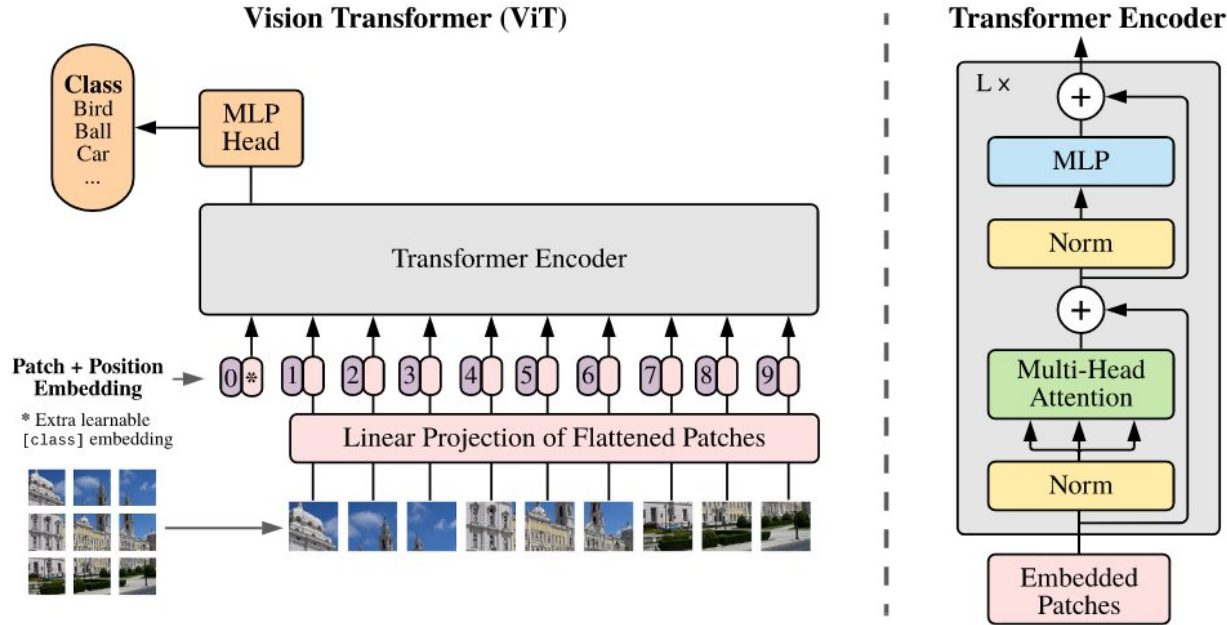 Vision Transformer (ViT)
Class
Bird
Ball
Car
...
MLP
Head
Transformer Encoder
Patch + Position
Embedding
* Extra learnable
[class] embedding
0 * 1 2 3 4 5 6 7 8 9
Linear Projection of Flattened Patches
Transformer Encoder
L ×
+
MLP
Norm
+
Multi-Head
Attention
Norm
Embedded
Patches